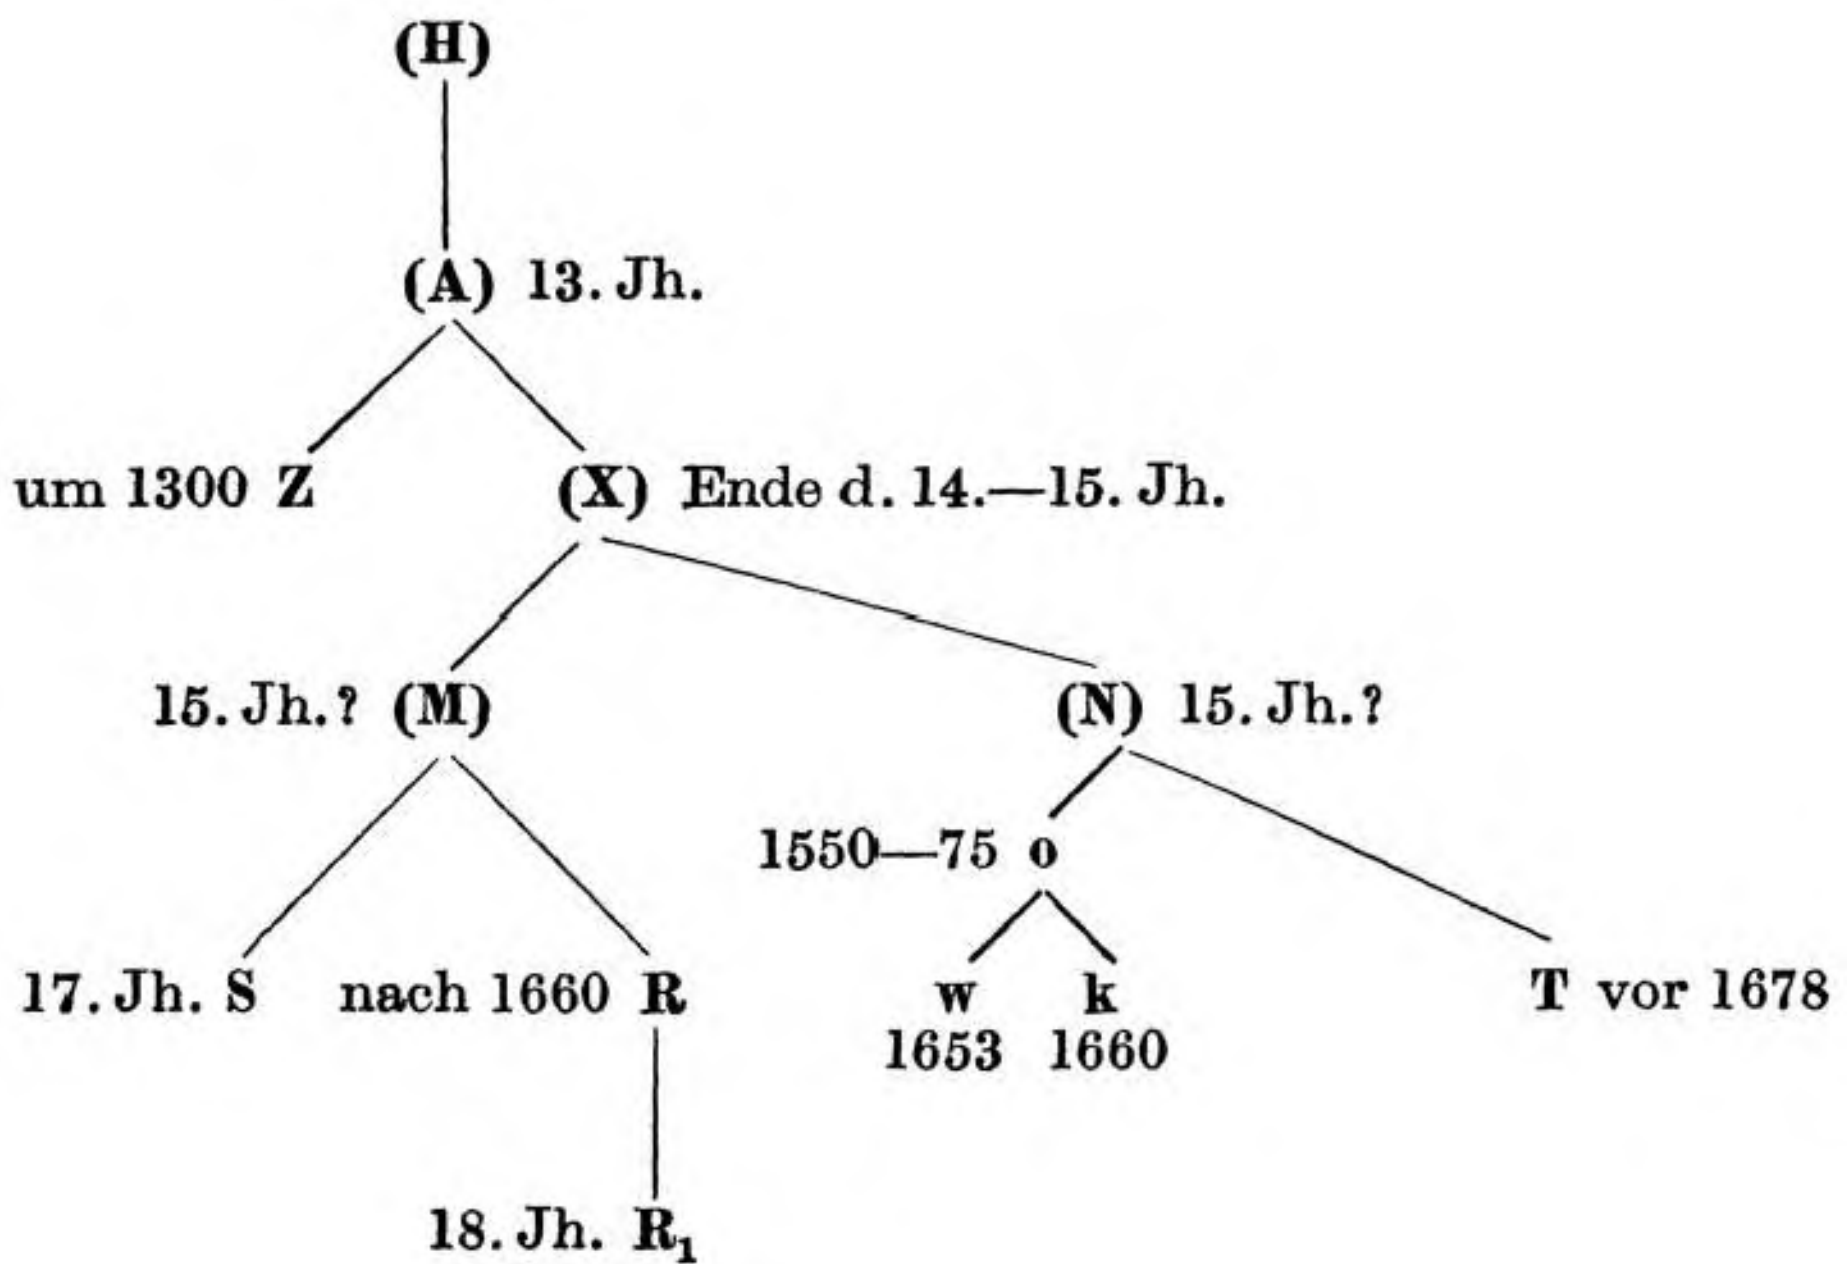 (H)
(A) 13. Jh.
um 1300 Z (X) Ende d. 14.—15. Jh.
15. Jh.? (M) (N) 15. Jh.?
1550—75 o
17. Jh. S nach 1660 R w k T vor 1678
1653 1660
18. Jh. R₁